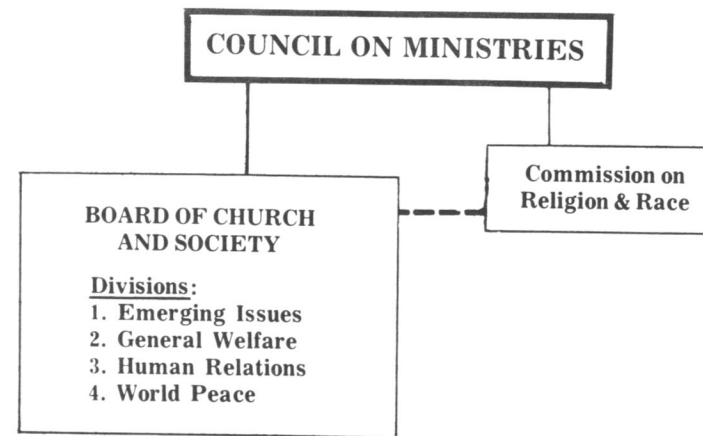 COUNCIL ON MINISTRIES
Commission on
Religion & Race
BOARD OF CHURCH
AND SOCIETY
Divisions:
1. Emerging Issues
2. General Welfare
3. Human Relations
4. World Peace